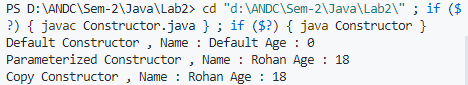 PS D:\ANDC\Sem-2\Java\Lab2> cd "d:\ANDC\Sem-2\Java\Lab2\" ; if ($
?) { javac Constructor.java } ; if ($?) { java Constructor }
Default Constructor , Name : Default Age : 0
Parameterized Constructor , Name : Rohan Age : 18
Copy Constructor , Name : Rohan Age : 18